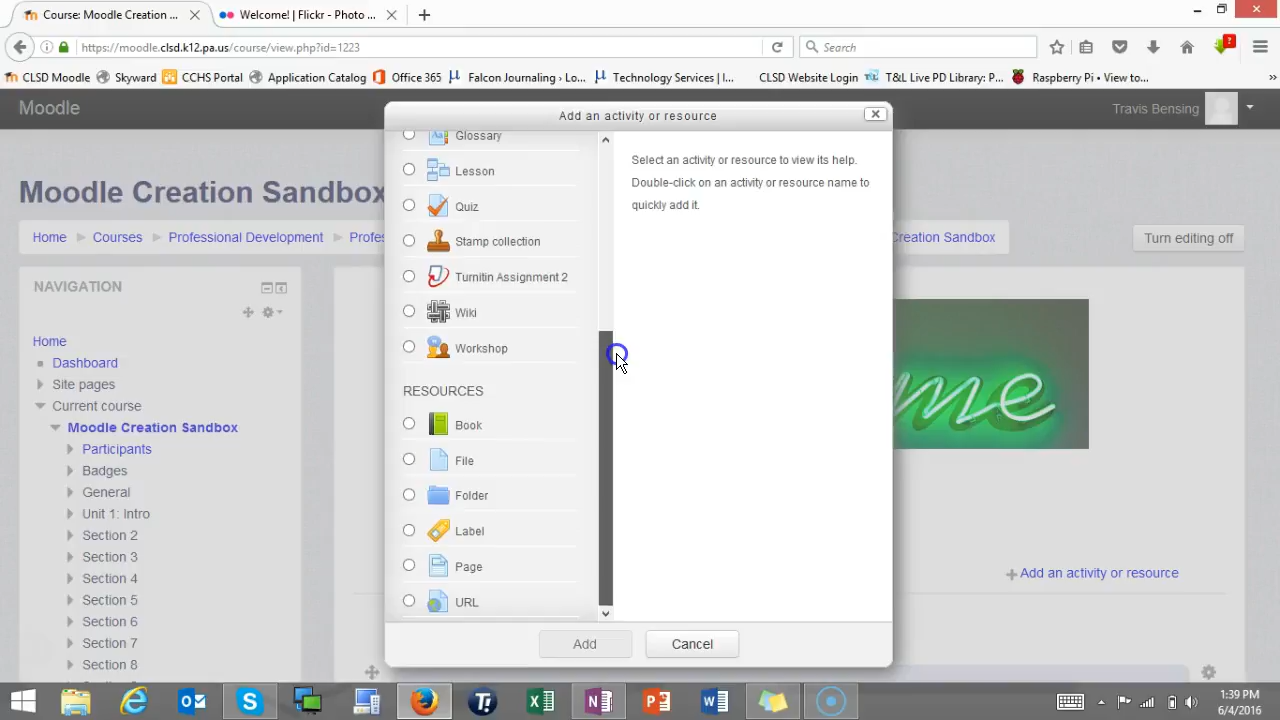 Course: Moodle Creation ...
Welcome! | Flickr - Photo ...
https://moodle.clsd.k12.pa.us/course/view.php?id=1223
Search
CLSD Moodle
Skyward
CCHS Portal
Application Catalog
Office 365
Falcon Journaling › Lo...
Technology Services | I...
CLSD Website Login
T&L Live PD Library: P...
Raspberry Pi • View to...
Moodle
Travis Bensing
Add an activity or resource
Moodle Creation Sandbox
Home
Courses
Professional Development
Profes
Creation Sandbox
Turn editing off
NAVIGATION
Home
Dashboard
Site pages
Current course
Moodle Creation Sandbox
Participants
Badges
General
Unit 1: Intro
Section 2
Section 3
Section 4
Section 5
Section 6
Section 7
Section 8
Glossary
Lesson
Quiz
Stamp collection
Turnitin Assignment 2
Wiki
Workshop
RESOURCES
Book
File
Folder
Label
Page
URL
Select an activity or resource to view its help.
Double-click on an activity or resource name to
quickly add it.
me
Add an activity or resource
Add
Cancel
1:39 PM
6/4/2016